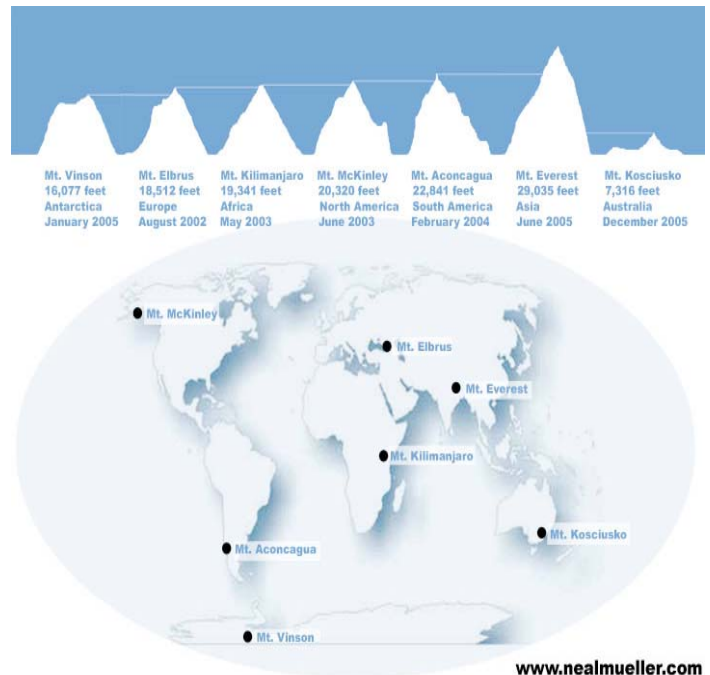 Mt. Vinson
16,077 feet
Antarctica
January 2005
Mt. Elbrus
18,512 feet
Europe
August 2002
Mt. Kilimanjaro
19,341 feet
Africa
May 2003
Mt. McKinley
20,320 feet
North America
June 2003
Mt. Aconcagua
22,841 feet
South America
February 2004
Mt. Everest
29,035 feet
Asia
June 2005
Mt. Kosciusko
7,316 feet
Australia
December 2005
Mt. McKinley
Mt. Elbrus
Mt. Everest
Mt. Kilimanjaro
Mt. Kosciusko
Mt. Aconcagua
Mt. Vinson
www.nealmueller.com